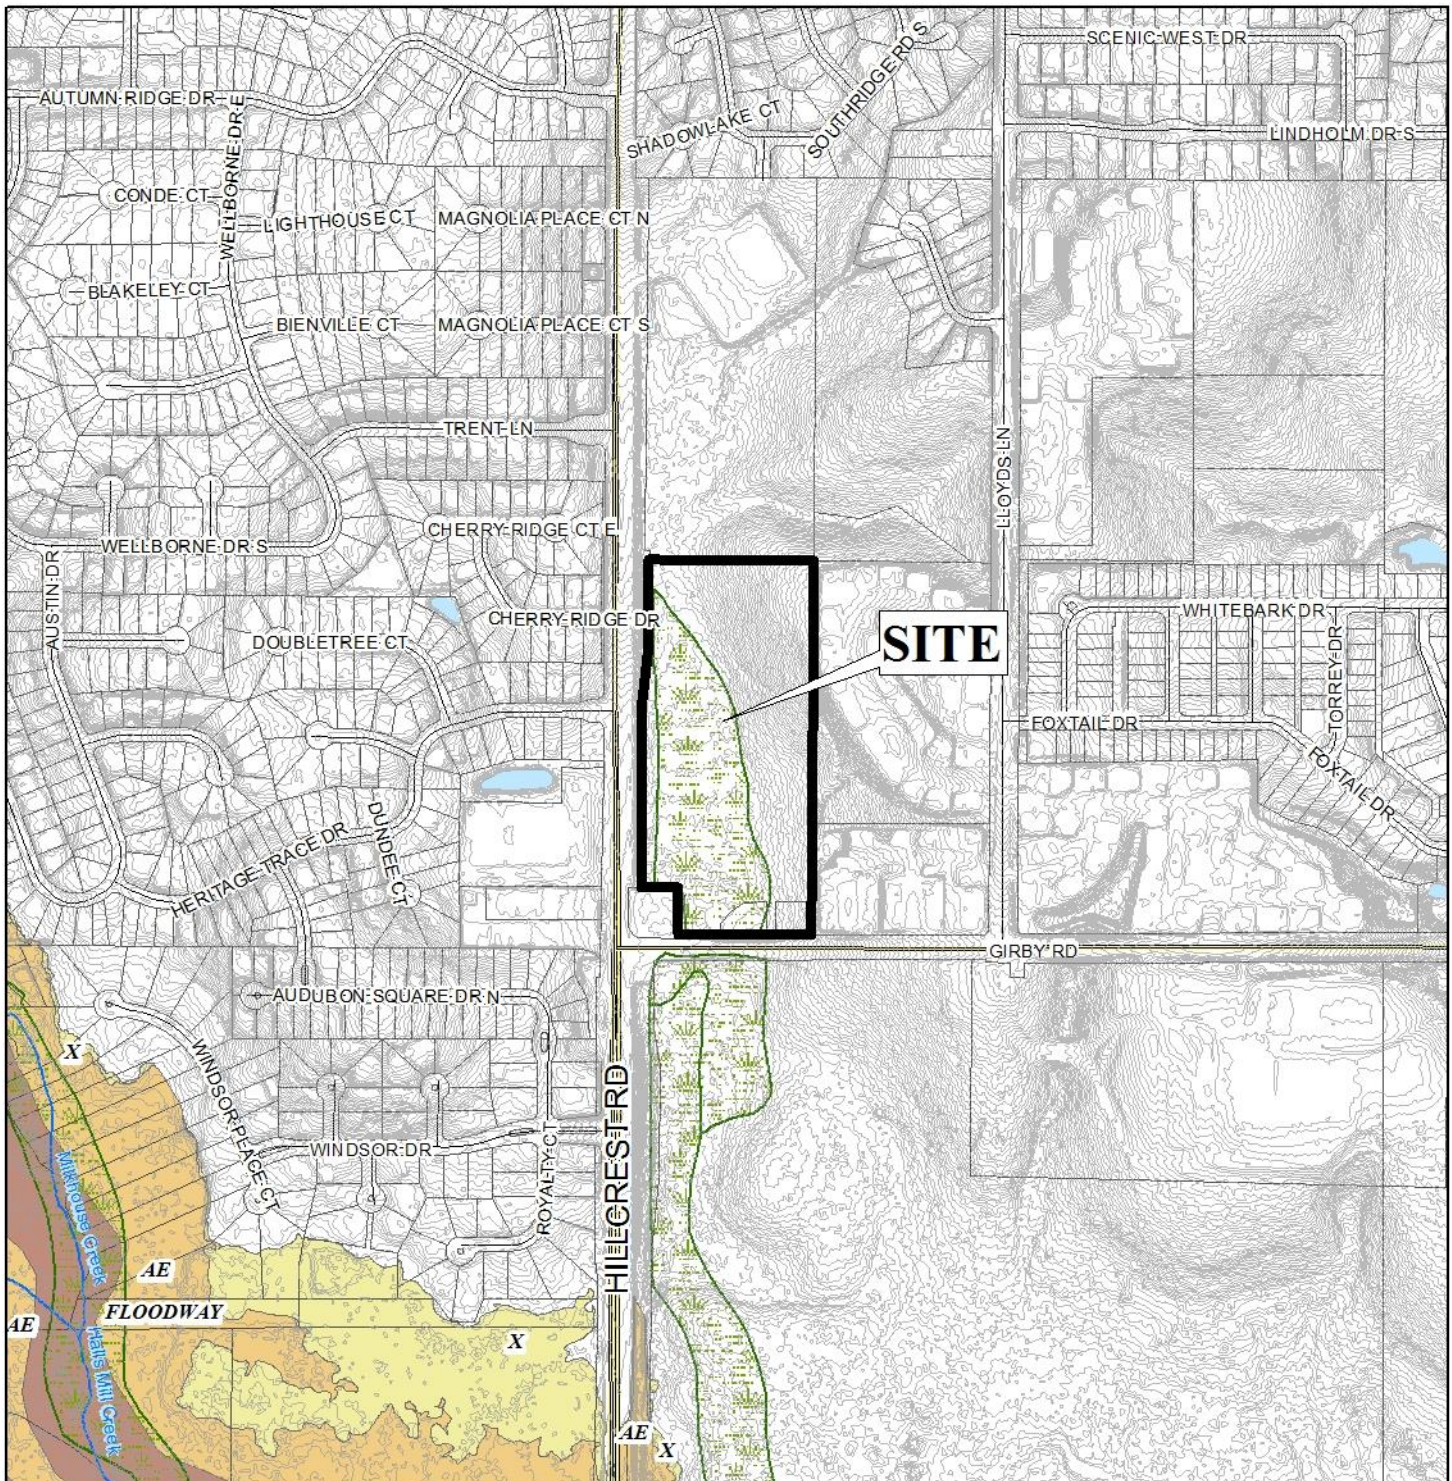 SCENIC WEST DR
AUTUMN RIDGE DR
SOUTHRIDGE RD S
SHADOWLAKE CT
LINDHOLM DR S
WELLBORNE DR E
CONDE CT
LIGHTHOUSE CT
MAGNOLIA PLACE CT N
BLAKELEY CT
BIENVILLE CT
MAGNOLIA PLACE CT S
TRENT LN
LLOYDS LN
CHERRY RIDGE CT E
WELLBORNE DR S
AUSTIN DR
CHERRY RIDGE DR
WHITEBARK DR
DOUBLETREE CT
SITE
TORREY DR
FOXTAIL DR
FOXTAIL DR
DUNDEE CT
HERITAGE TRACE DR
GIRBY RD
AUDUBON SQUARE DR N
X
WINDSOR PLACE CT
HILLCREST RD
WINDSOR DR
ROYALTY CT
Milkhouse Creek
AE
FLOODWAY
AE
X
Halls Mill Creek
AE
X